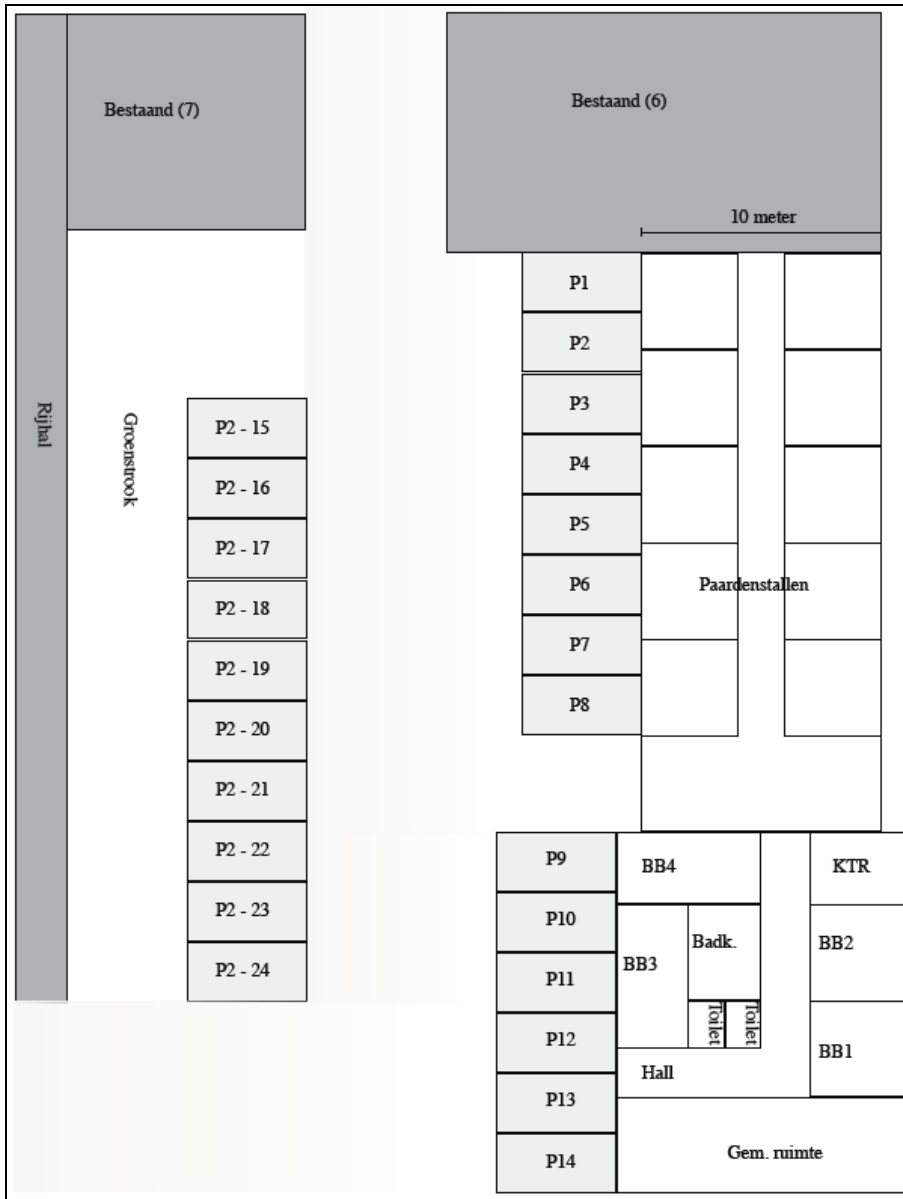 Bestaand (7)
Bestaand (6)
10 meter
Rijhal
Groenstrook
P2 - 15
P2 - 16
P2 - 17
P2 - 18
P2 - 19
P2 - 20
P2 - 21
P2 - 22
P2 - 23
P2 - 24
P1
P2
P3
P4
P5
P6
P7
P8
Paardenstallen
P9
P10
P11
P12
P13
P14
BB4
KTR
BB3
Badk.
BB2
Toilet
Toilet
BB1
Hall
Gem. ruimte